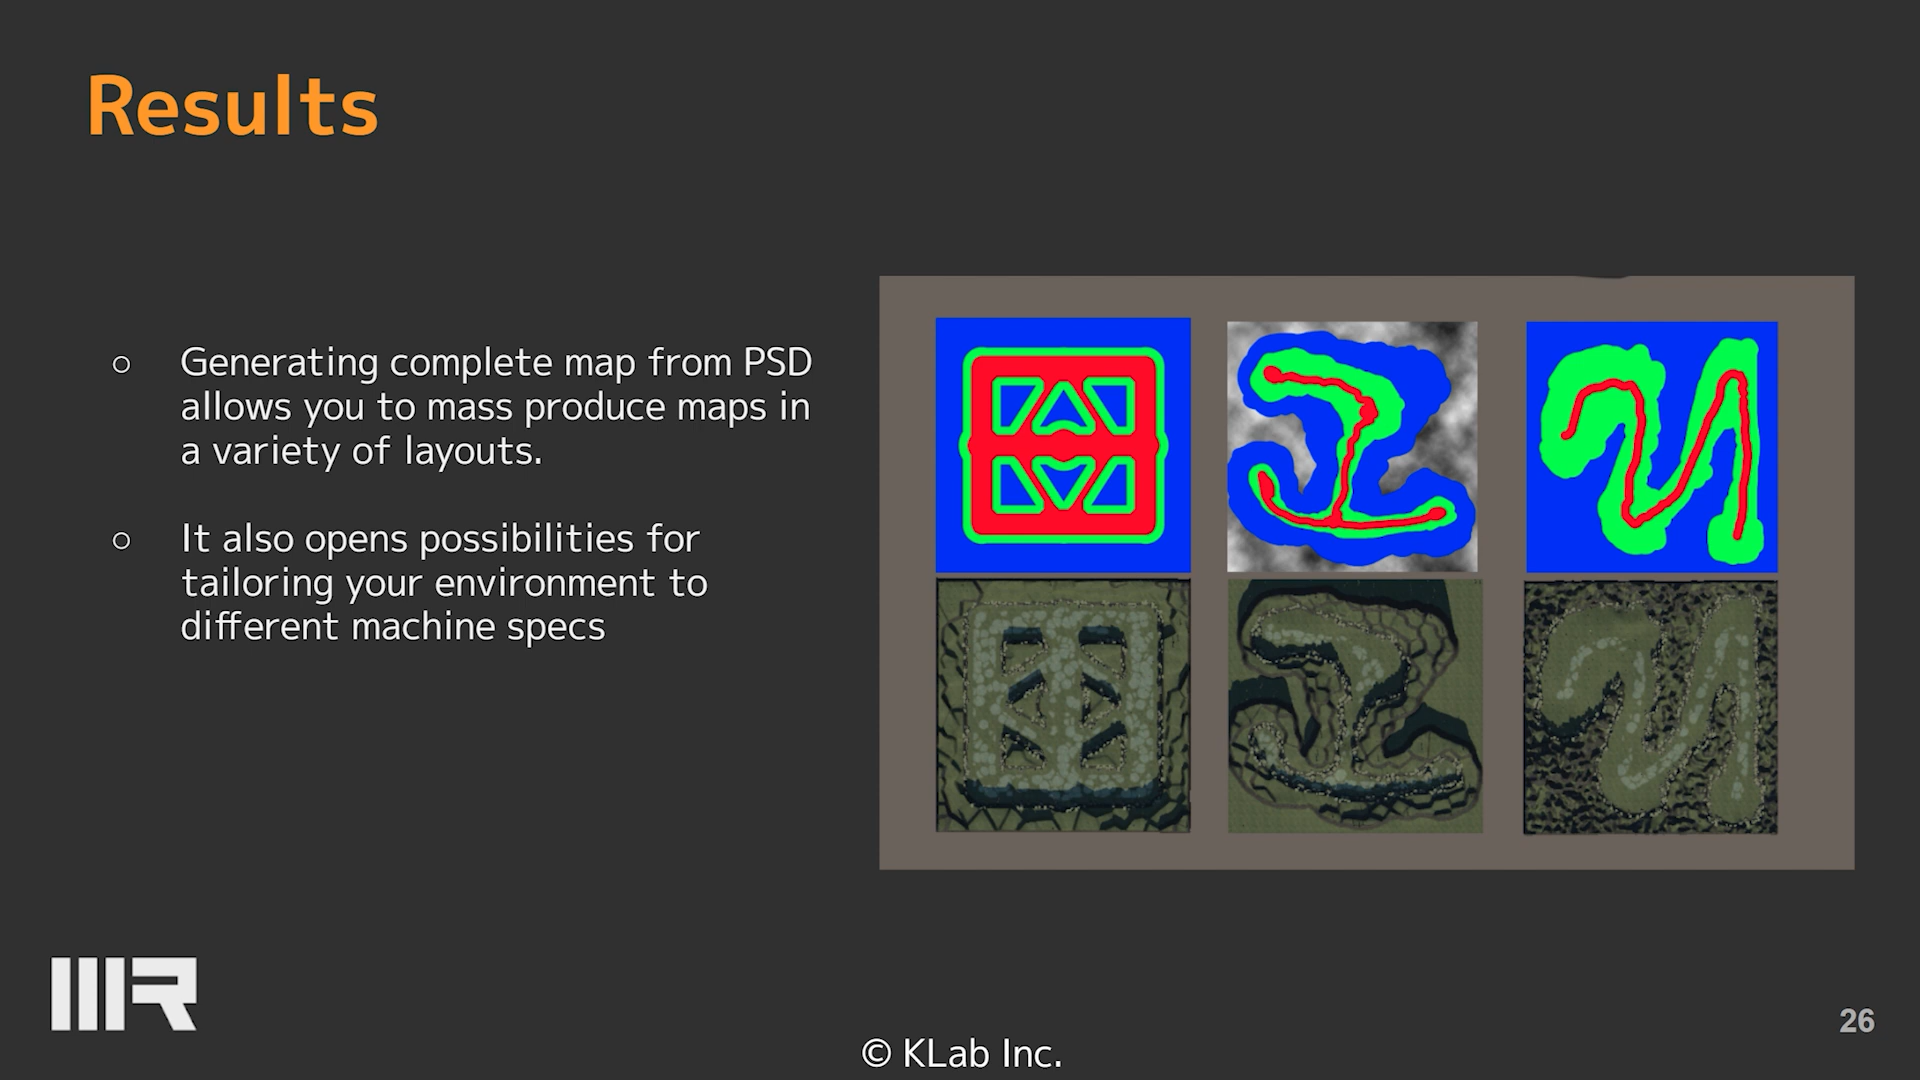 Results
○ Generating complete map from PSD
allows you to mass produce maps in
a variety of layouts.
○ It also opens possibilities for
tailoring your environment to
different machine specs
26
© KLab Inc.